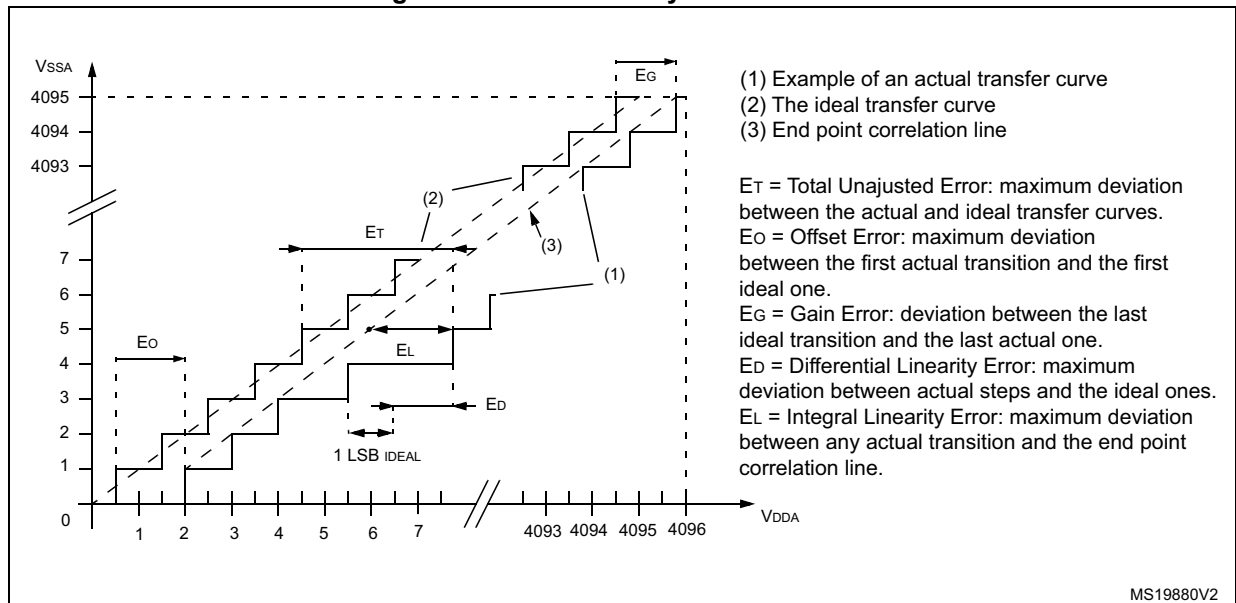 VSSA
EG
4095
4094
4093
(1) Example of an actual transfer curve
(2) The ideal transfer curve
(3) End point correlation line
ET = Total Unajusted Error: maximum deviation
between the actual and ideal transfer curves.
EO = Offset Error: maximum deviation
between the first actual transition and the first
ideal one.
EG = Gain Error: deviation between the last
ideal transition and the last actual one.
ED = Differential Linearity Error: maximum
deviation between actual steps and the ideal ones.
EL = Integral Linearity Error: maximum deviation
between any actual transition and the end point
correlation line.
(2)
ET
(3)
(1)
7
6
5
4
3
2
1
0
EO
EL
ED
1 LSB IDEAL
1 2 3 4 5 6 7 4093 4094 4095 4096
VDDA
MS19880V2